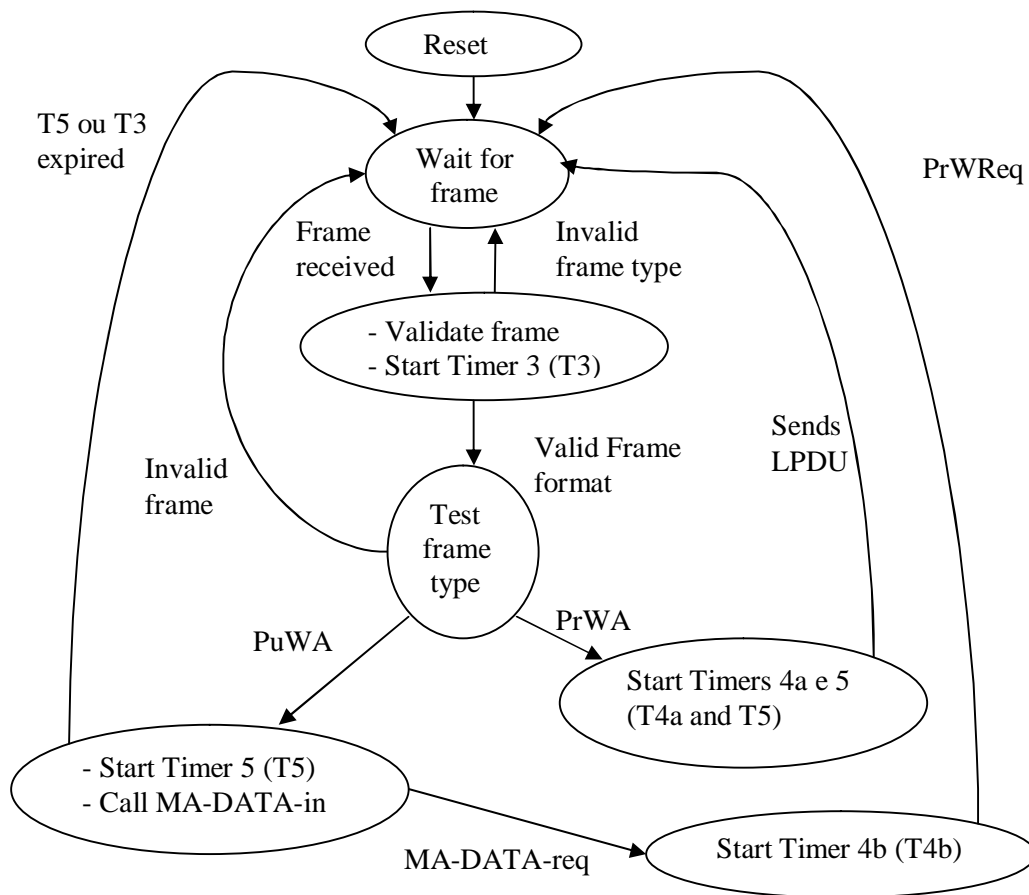 Reset
T5 ou T3
expired
Wait for
frame
PrWReq
Frame
received
Invalid
frame type
- Validate frame
- Start Timer 3 (T3)
Sends
LPDU
Valid Frame
format
Invalid
frame
Test
frame
type
PuWA
PrWA
Start Timers 4a e 5
(T4a and T5)
- Start Timer 5 (T5)
- Call MA-DATA-in
MA-DATA-req
Start Timer 4b (T4b)